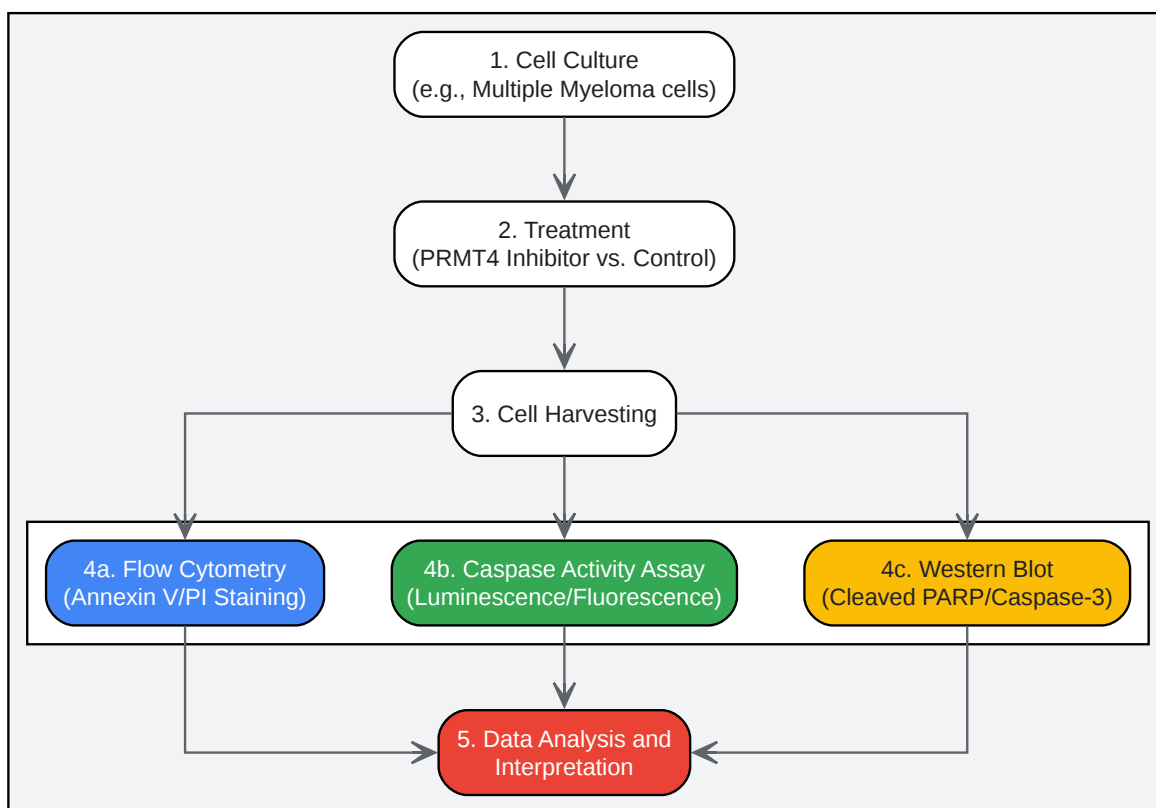 1. Cell Culture
(e.g., Multiple Myeloma cells)
2. Treatment
(PRMT4 Inhibitor vs. Control)
3. Cell Harvesting
4a. Flow Cytometry
(Annexin V/PI Staining)
4b. Caspase Activity Assay
(Luminescence/Fluorescence)
4c. Western Blot
(Cleaved PARP/Caspase-3)
5. Data Analysis and
Interpretation